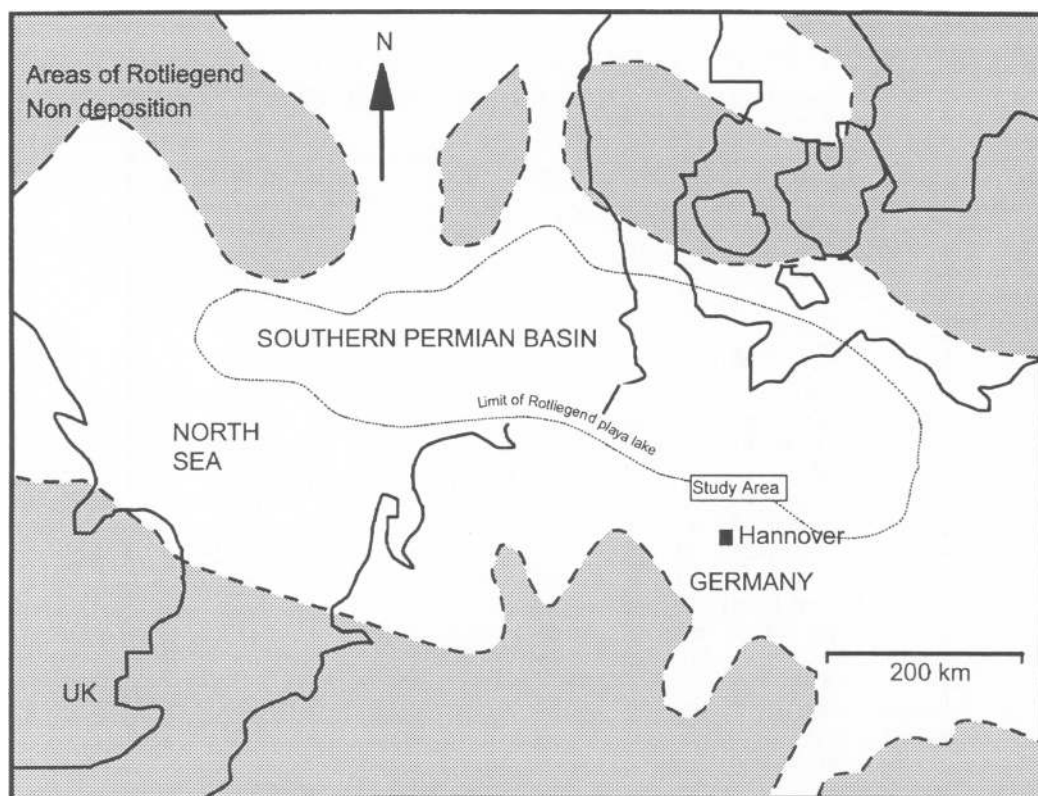 Areas of Rotliegend
Non deposition
N
SOUTHERN PERMIAN BASIN
Limit of Rotliegend playa lake
NORTH
SEA
Study Area
Hannover
GERMANY
200 km
UK